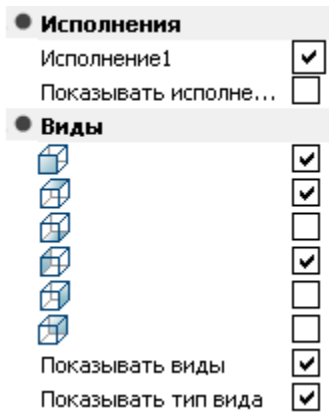 Исполнения
Исполнение1
Показывать исполне...
Виды
Показывать виды
Показывать тип вида